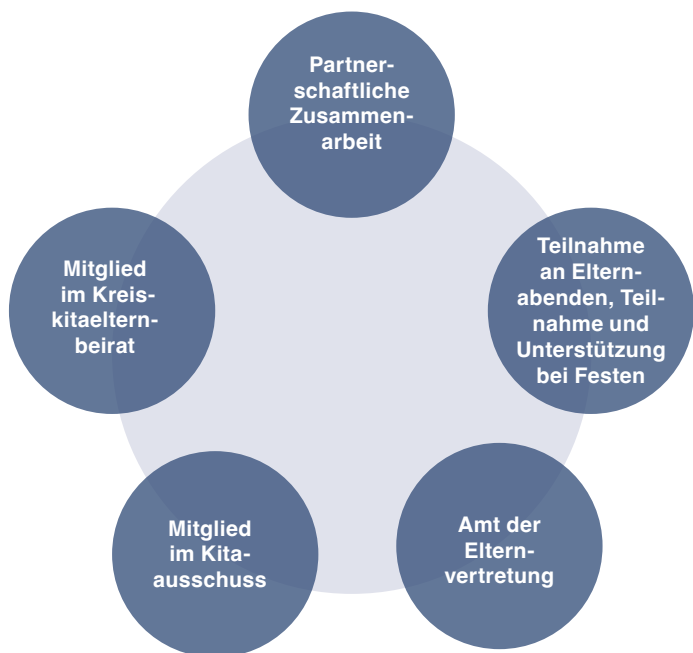 Partner-
schaftliche
Zusammen-
arbeit
Teilnahme
an Eltern-
abenden, Teil-
nahme und
Unterstützung
bei Festen
Amt der
Eltern-
vertretung
Mitglied
im Kita-
ausschuss
Mitglied
im Kreis-
kitaeltern-
beirat